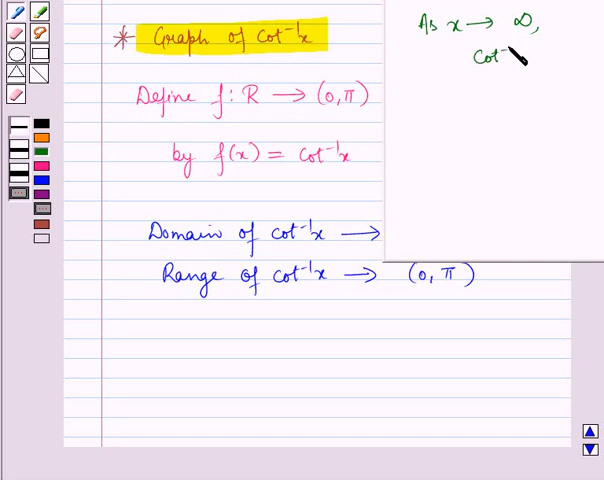 * Graph of cot⁻¹x
Define f : R → (0, π)
by f(x) = cot⁻¹x
Domain of cot⁻¹x →
Range of cot⁻¹x → (0, π)
As x → ∞,
cot⁻